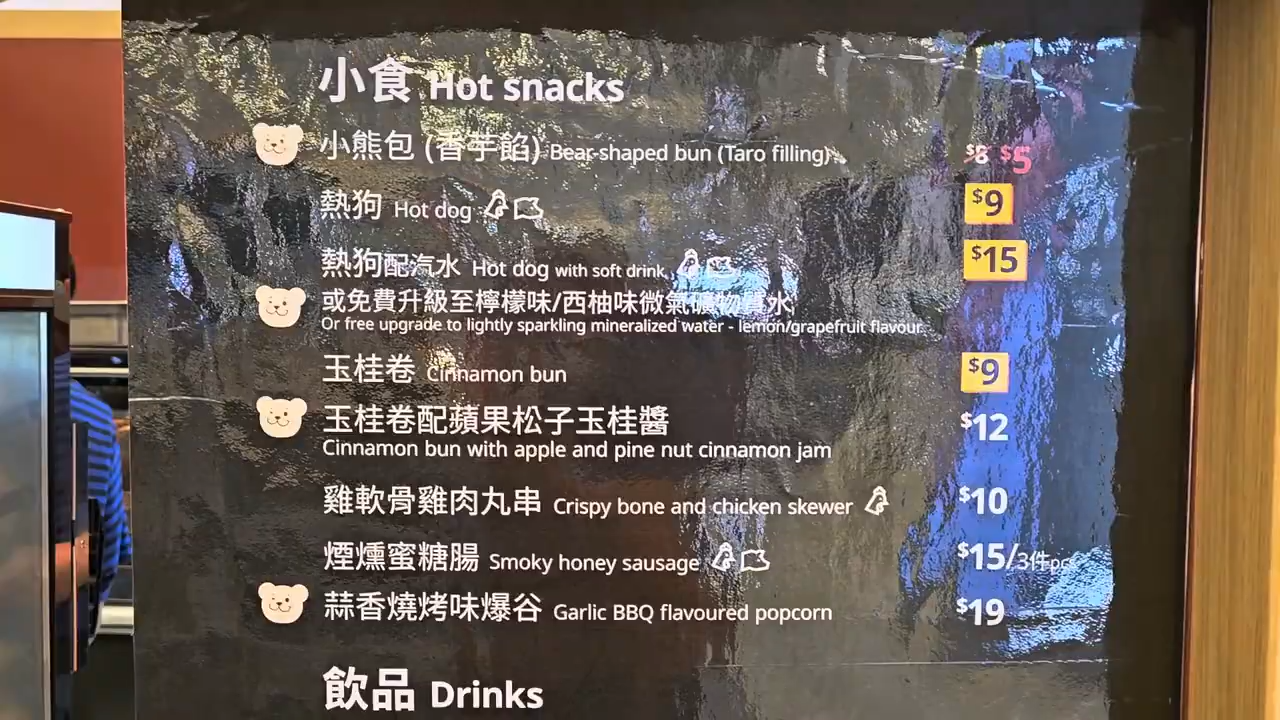 小食 Hot snacks
小熊包 (香芋餡) Bear-shaped bun (Taro filling) $8 $5
熱狗 Hot dog $9
熱狗配汽水 Hot dog with soft drink $15
或免費升級至檸檬味/西柚味微氣礦物質水
Or free upgrade to lightly sparkling mineralized water - lemon/grapefruit flavour
玉桂卷 Cinnamon bun $9
玉桂卷配蘋果松子玉桂醬 $12
Cinnamon bun with apple and pine nut cinnamon jam
雞軟骨雞肉丸串 Crispy bone and chicken skewer $10
煙燻蜜糖腸 Smoky honey sausage $15/3件pcs
蒜香燒烤味爆谷 Garlic BBQ flavoured popcorn $19
飲品 Drinks